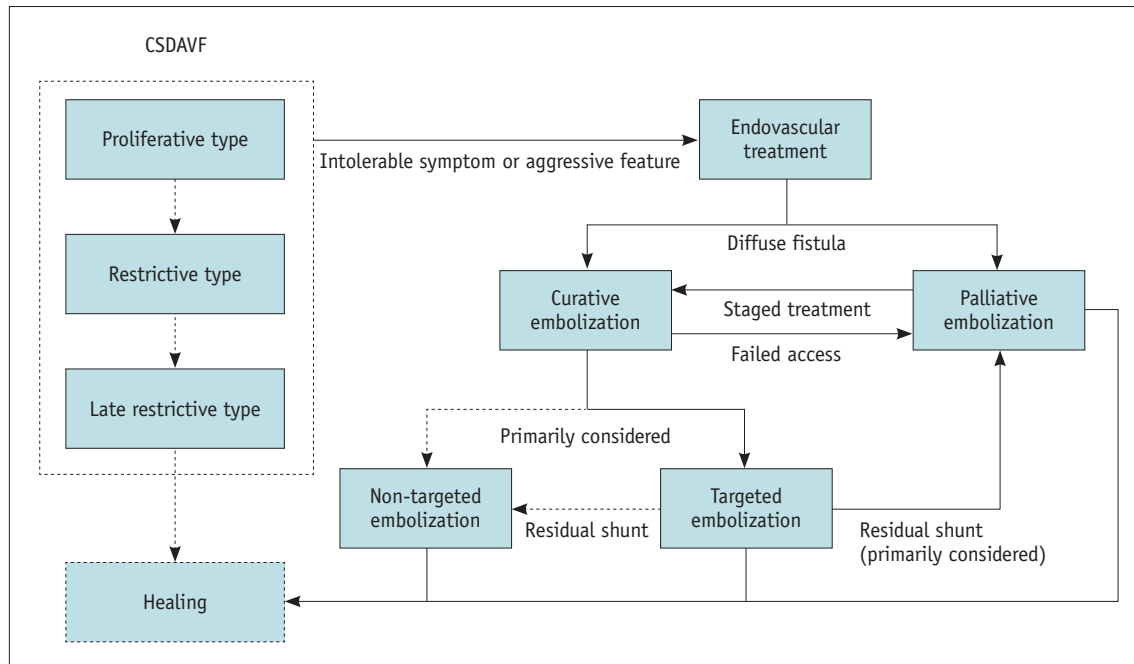 CSDAVF
Proliferative type
Endovascular
treatment
Intolerable symptom or aggressive feature
Restrictive type
Diffuse fistula
Curative
embolization
Staged treatment
Palliative
embolization
Failed access
Late restrictive type
Primarily considered
Non-targeted
embolization
Residual shunt
Targeted
embolization
Residual shunt
(primarily considered)
Healing